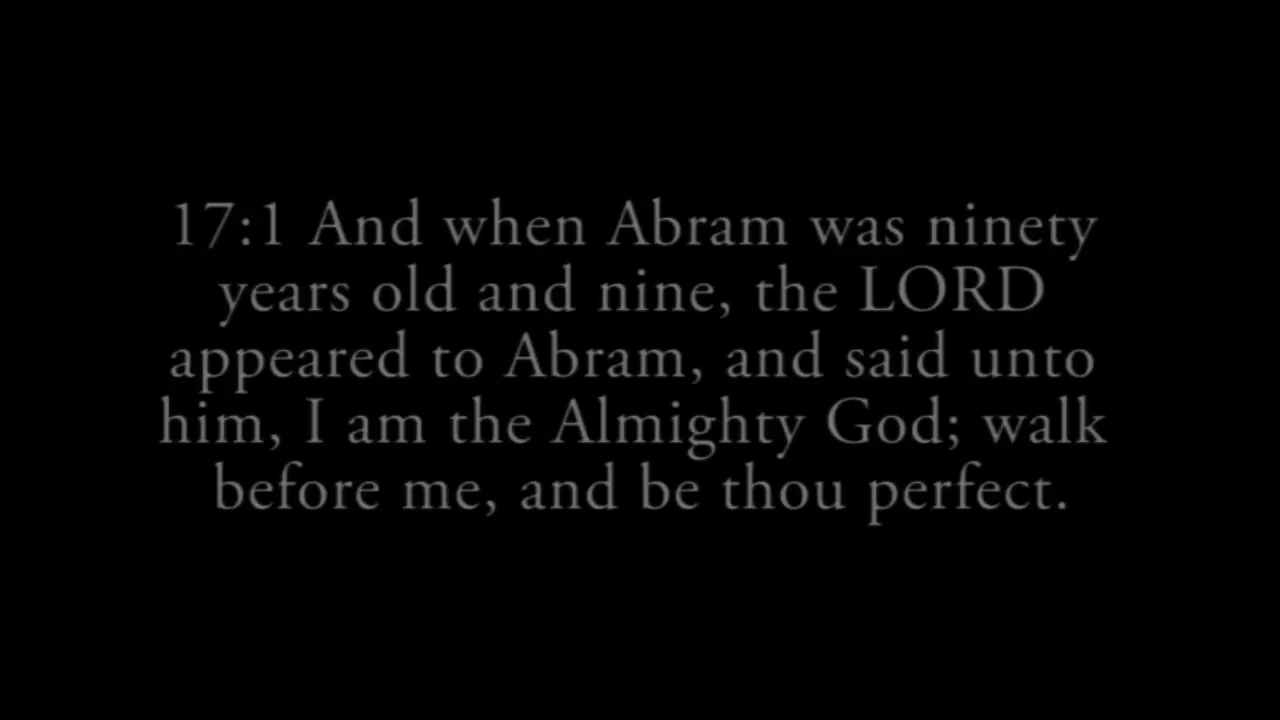 17:1 And when Abram was ninety
years old and nine, the LORD
appeared to Abram, and said unto
him, I am the Almighty God; walk
before me, and be thou perfect.